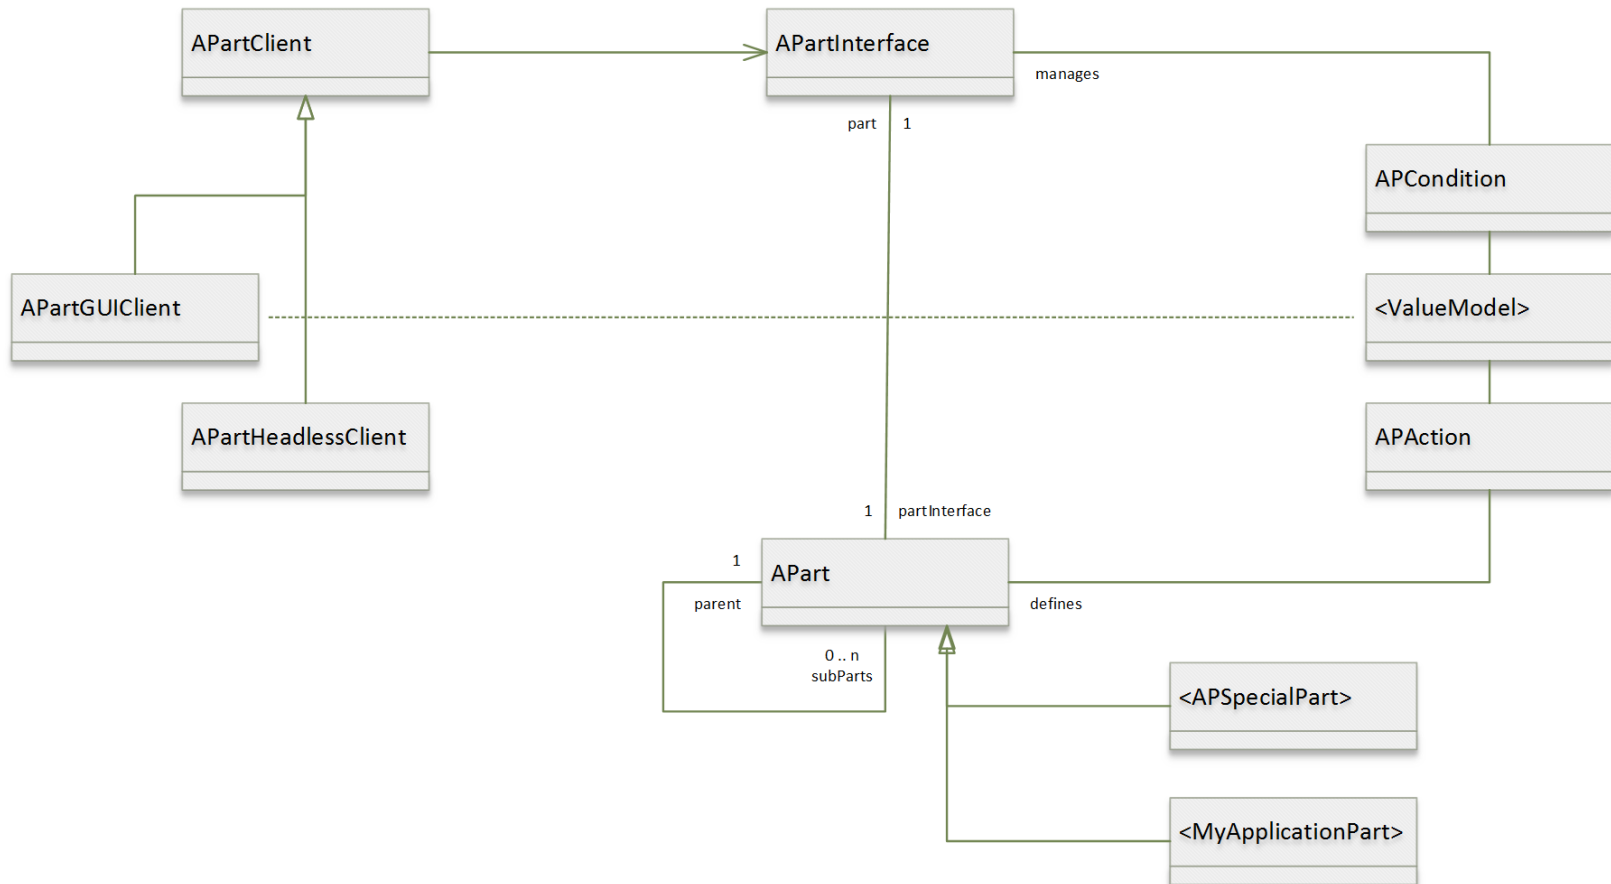 APartClient
APartInterface
manages
part
1
APCondition
APartGUIClient
<ValueModel>
APartHeadlessClient
APAction
1
partInterface
1
APart
parent
defines
0 .. n
subParts
<APSpecialPart>
<MyApplicationPart>